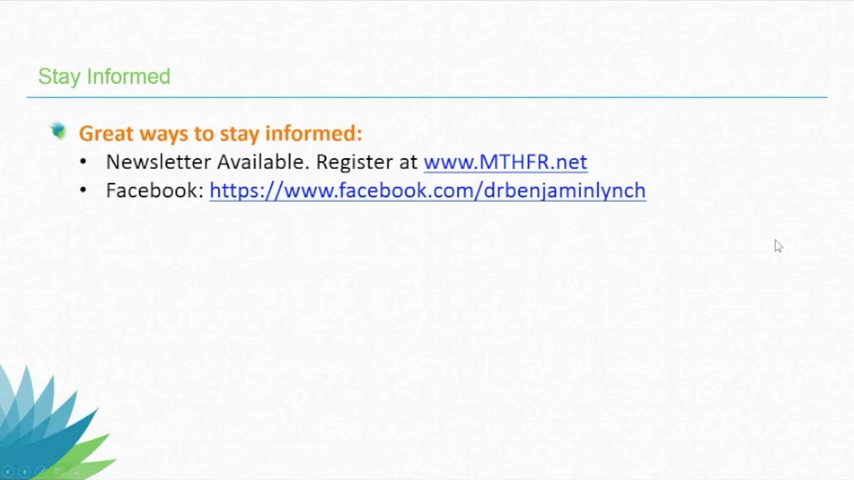 Stay Informed
Great ways to stay informed:
• Newsletter Available. Register at www.MTHFR.net
• Facebook: https://www.facebook.com/drbenjaminlynch